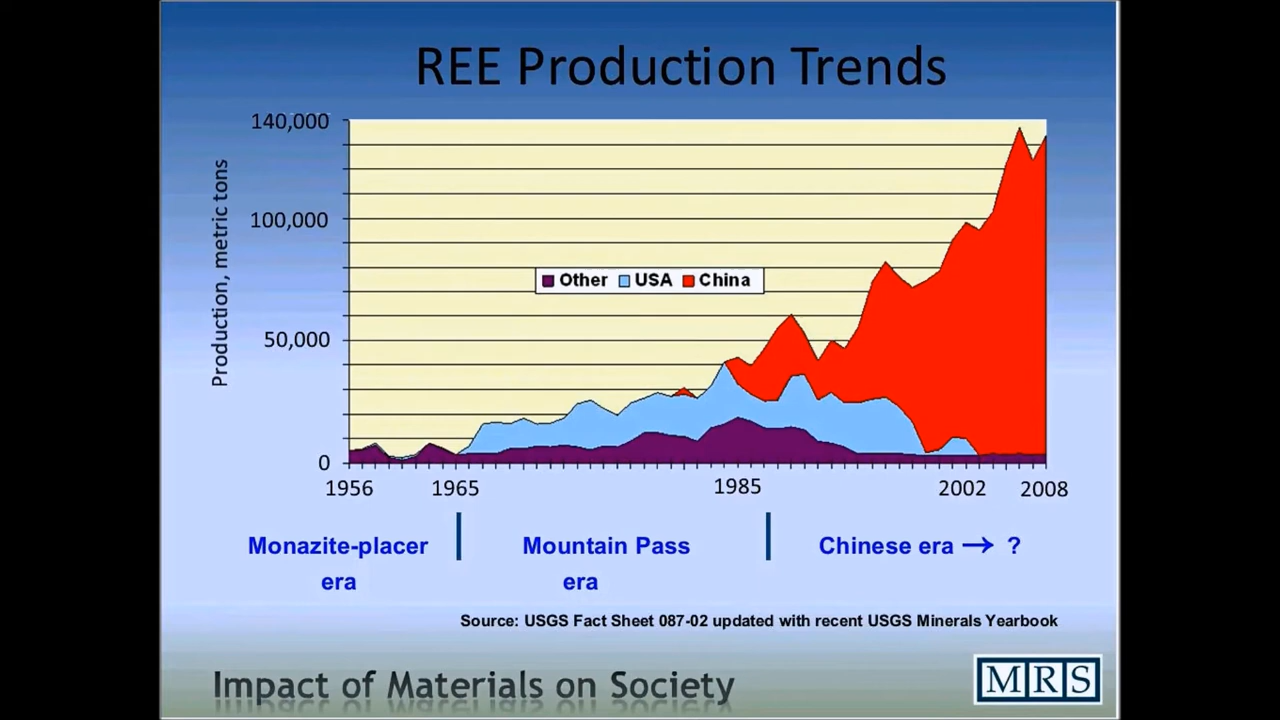 REE Production Trends
140,000
100,000
50,000
0
Production, metric tons
Other USA China
1956 1965 1985 2002 2008
Monazite-placer era
Mountain Pass era
Chinese era → ?
Source: USGS Fact Sheet 087-02 updated with recent USGS Minerals Yearbook
Impact of Materials on Society
MRS